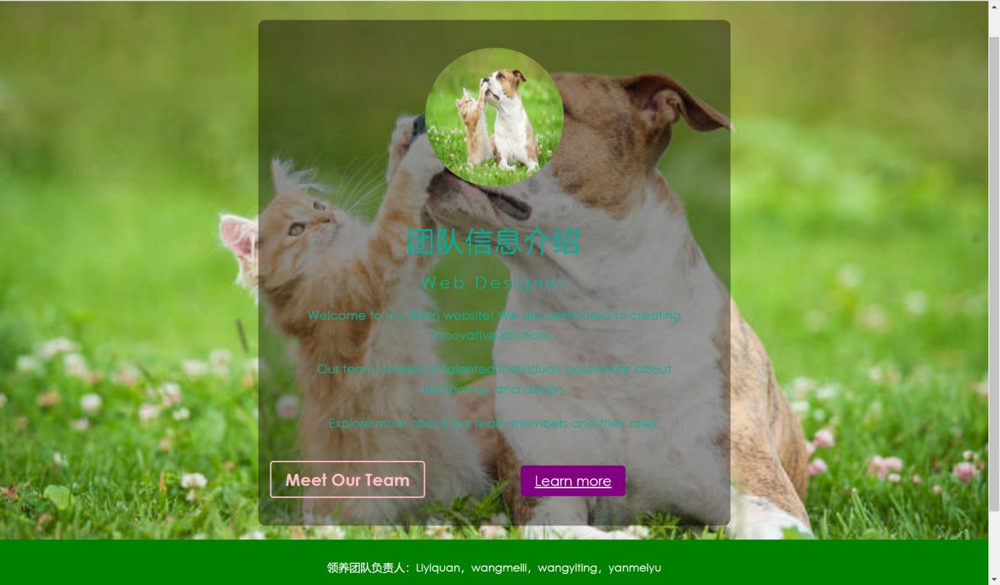 团队信息介绍
Web Designer
Welcome to my team website! We are dedicated to creating
innovative solutions.
Our team consists of talented individuals passionate about
technology and design.
Explore more about our team members and their roles:
Meet Our Team
Learn more
领养团队负责人：Liyiquan，wangmeili，wangyiting，yanmeiyu